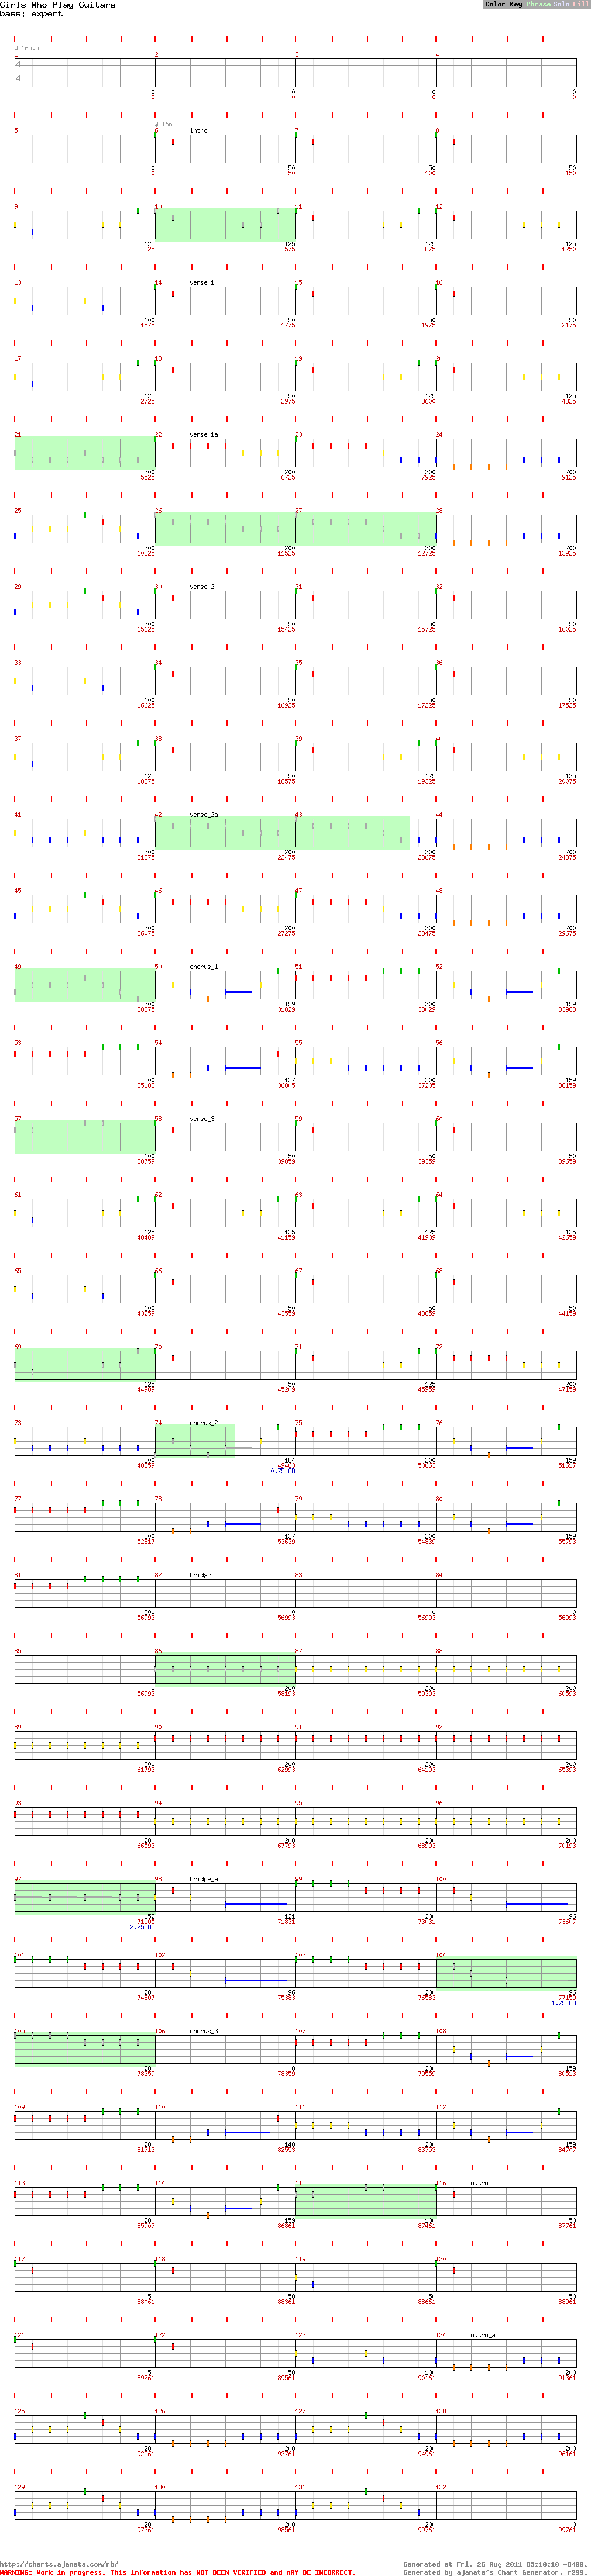 Girls Who Play Guitars
Color Key Phrase Solo Fill
bass: expert
♩=165.5
1 2 3 4
4
4
0 0 0 0
0 0 0 0
♩=166
5 6 intro 7 8
0 50 50 50
0 50 100 150
9 10 11 12
125 125 125 125
325 575 875 1250
13 14 verse_1 15 16
100 50 50 50
1575 1775 1975 2175
17 18 19 20
125 50 125 125
2725 2975 3600 4325
21 22 verse_1a 23 24
200 200 200 200
5525 6725 7925 9125
25 26 27 28
200 200 200 200
10325 11525 12725 13925
29 30 verse_2 31 32
200 50 50 50
15125 15425 15725 16025
33 34 35 36
100 50 50 50
16625 16925 17225 17525
37 38 39 40
125 50 125 125
18275 18575 19325 20075
41 42 verse_2a 43 44
200 200 200 200
21275 22475 23675 24875
45 46 47 48
200 200 200 200
26075 27275 28475 29675
49 50 chorus_1 51 52
200 159 200 159
30875 31829 33029 33983
53 54 55 56
200 137 200 159
35183 36005 37205 38159
57 58 verse_3 59 60
100 50 50 50
38759 39059 39359 39659
61 62 63 64
125 125 125 125
40409 41159 41909 42659
65 66 67 68
100 50 50 50
43259 43559 43859 44159
69 70 71 72
125 50 125 200
44909 45209 45959 47159
73 74 chorus_2 75 76
200 184 200 159
48359 49463 50663 51617
0.75 OD
77 78 79 80
200 137 200 159
52817 53639 54839 55793
81 82 bridge 83 84
200 0 0 0
56993 56993 56993 56993
85 86 87 88
0 200 200 200
56993 58193 59393 60593
89 90 91 92
200 200 200 200
61793 62993 64193 65393
93 94 95 96
200 200 200 200
66593 67793 68993 70193
97 98 bridge_a 99 100
152 121 200 96
71105 71831 73031 73607
2.25 OD
101 102 103 104
200 96 200 96
74807 75383 76583 77159
1.75 OD
105 106 chorus_3 107 108
200 0 200 159
78359 78359 79559 80513
109 110 111 112
200 140 200 159
81713 82553 83753 84707
113 114 115 116 outro
200 159 100 50
85907 86861 87461 87761
117 118 119 120
50 50 50 50
88061 88361 88661 88961
121 122 123 124 outro_a
50 50 100 200
89261 89561 90161 91361
125 126 127 128
200 200 200 200
92561 93761 94961 96161
129 130 131 132
200 200 200 0
97361 98561 99761 99761
http://charts.ajanata.com/rb/
Generated at Fri, 26 Aug 2011 05:10:10 -0400.
WARNING: Work in progress. This information has NOT BEEN VERIFIED and MAY BE INCORRECT.
Generated by ajanata's Chart Generator, r299.